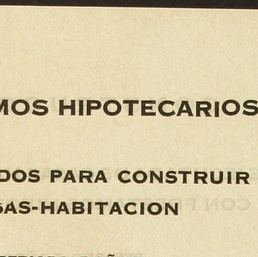 MOS HIPOTECARIOS
DOS PARA CONSTRUIR
SAS-HABITACION